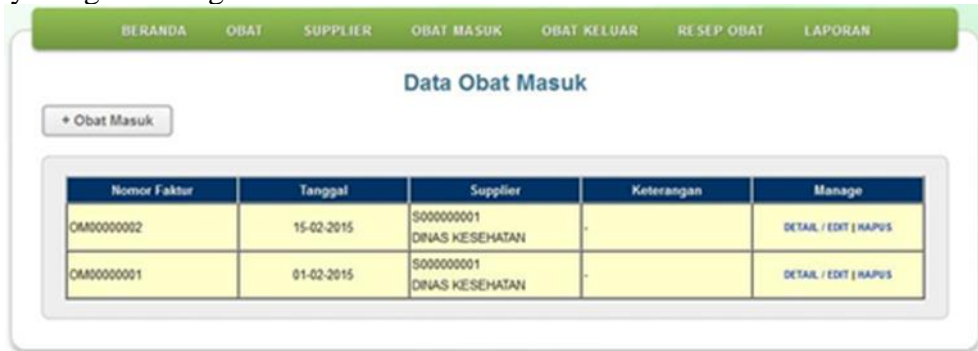 BERANDA OBAT SUPPLIER OBAT MASUK OBAT KELUAR RESEP OBAT LAPORAN
Data Obat Masuk
+ Obat Masuk
Nomor Faktur Tanggal Supplier Keterangan Manage
OM00000002 15-02-2015 S000000001 - DETAIL / EDIT | HAPUS
DINAS KESEHATAN
OM00000001 01-02-2015 S000000001 - DETAIL / EDIT | HAPUS
DINAS KESEHATAN